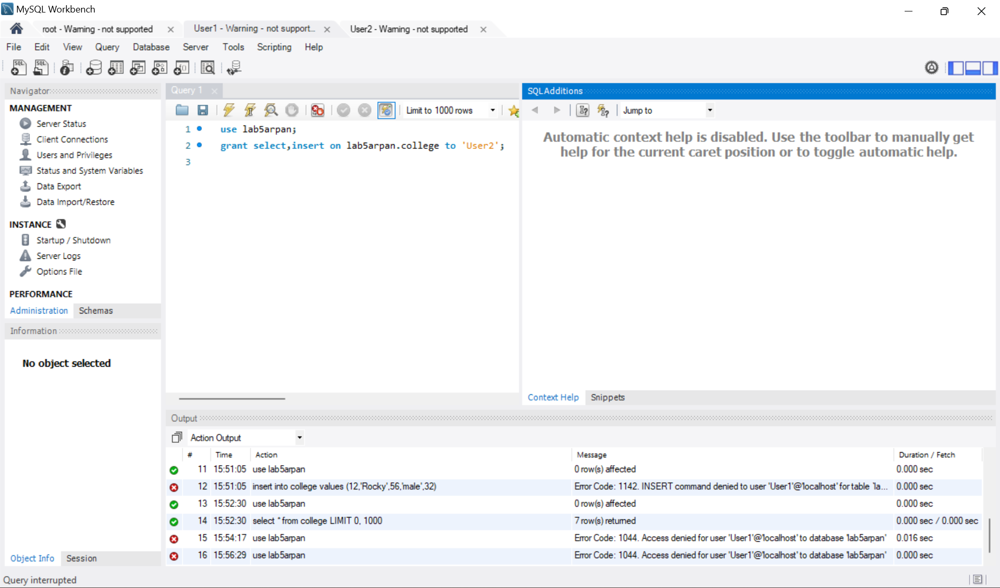 MySQL Workbench
root - Warning - not supported
User1 - Warning - not support...
User2 - Warning - not supported
File Edit View Query Database Server Tools Scripting Help
Navigator
MANAGEMENT
Server Status
Client Connections
Users and Privileges
Status and System Variables
Data Export
Data Import/Restore
INSTANCE
Startup / Shutdown
Server Logs
Options File
PERFORMANCE
Administration Schemas
Information
No object selected
Object Info Session
Query 1
Limit to 1000 rows
1 use lab5arpan;
2 grant select,insert on lab5arpan.college to 'User2';
3
SQLAdditions
Jump to
Automatic context help is disabled. Use the toolbar to manually get
help for the current caret position or to toggle automatic help.
Context Help Snippets
Output
Action Output
# Time Action Message Duration / Fetch
11 15:51:05 use lab5arpan 0 row(s) affected 0.000 sec
12 15:51:05 insert into college values (12,'Rocky',56,'male',32) Error Code: 1142. INSERT command denied to user 'User1'@'localhost' for table 'la... 0.000 sec
13 15:52:30 use lab5arpan 0 row(s) affected 0.000 sec
14 15:52:30 select * from college LIMIT 0, 1000 7 row(s) returned 0.000 sec / 0.000 sec
15 15:54:17 use lab5arpan Error Code: 1044. Access denied for user 'User1'@'localhost' to database 'lab5arpan' 0.016 sec
16 15:56:29 use lab5arpan Error Code: 1044. Access denied for user 'User1'@'localhost' to database 'lab5arpan' 0.000 sec
Query interrupted